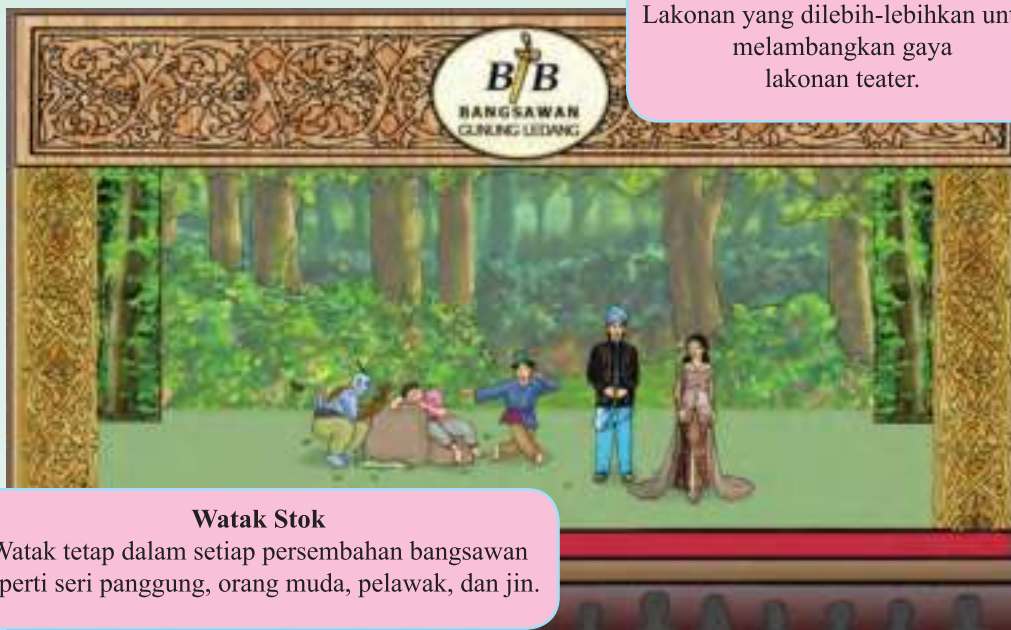 Lakonan yang dilebih-lebihkan
melambangkan gaya
lakonan teater.
B B
BANGSAWAN
GUNUNG LEDANG
Watak Stok
Watak tetap dalam setiap persembahan bangsawan
perti seri panggung, orang muda, pelawak, dan jin.